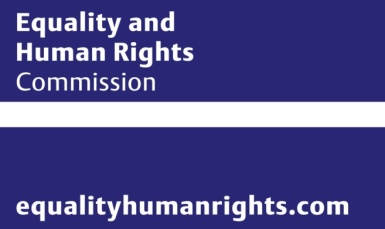 Equality and
Human Rights
Commission
equalityhumanrights.com